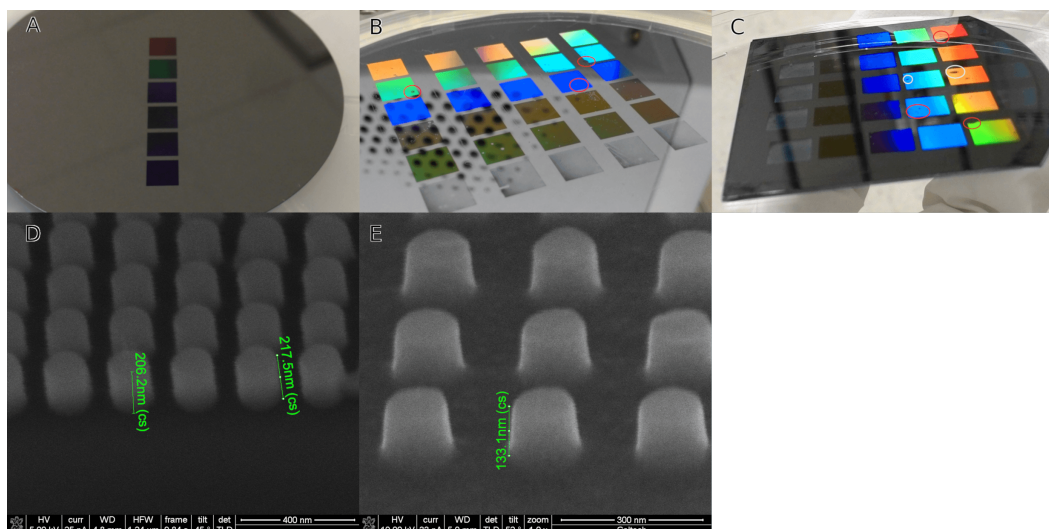 A
B
C
D
E
206.2nm (cs)
217.5nm (cs)
133.1nm (cs)
HV curr WD HFW frame tilt det
400 nm
HV curr WD det tilt zoom
300 nm